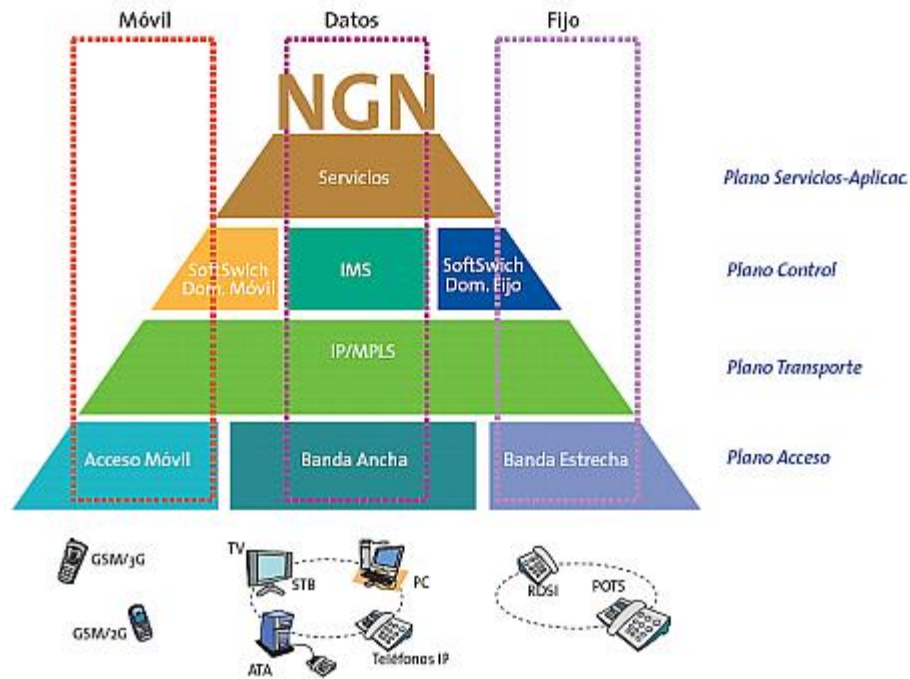 Móvil
Datos
Fijo
NGN
Servicios
Plano Servicios-Aplicac.
SoftSwich
Dom. Móvil
IMS
SoftSwich
Dom. Fijo
Plano Control
IP/MPLS
Plano Transporte
Acceso Móvil
Banda Ancha
Banda Estrecha
Plano Acceso
GSM/3G
GSM/2G
TV
STB
PC
ATA
Teléfonos IP
RDSI
POTS